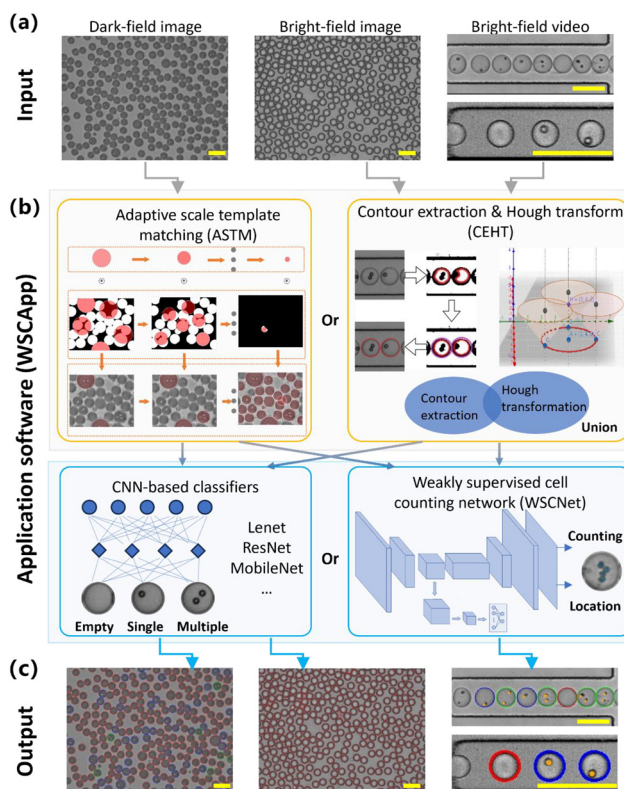 (a)
Input
Dark-field image
Bright-field image
Bright-field video
(b)
Application software (WSCApp)
Adaptive scale template
matching (ASTM)
Or
Contour extraction & Hough transform
(CEHT)
Contour
extraction
Hough
transformation
Union
CNN-based classifiers
Lenet
ResNet
MobileNet
...
Empty Single Multiple
Or
Weakly supervised cell
counting network (WSCNet)
Counting
Location
(c)
Output